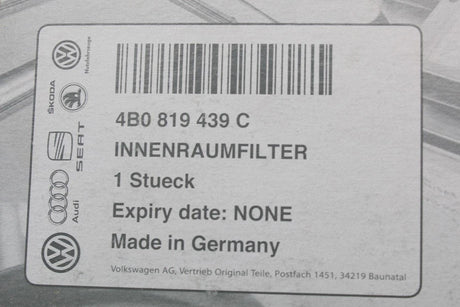 4B0 819 439 C
INNENRAUMFILTER
1 Stueck
Expiry date: NONE
Made in Germany
Volkswagen AG, Vertrieb Original Teile, Postfach 1451, 34219 Baunatal
Nutzfahrzeuge
ŠKODA
SEAT
Audi